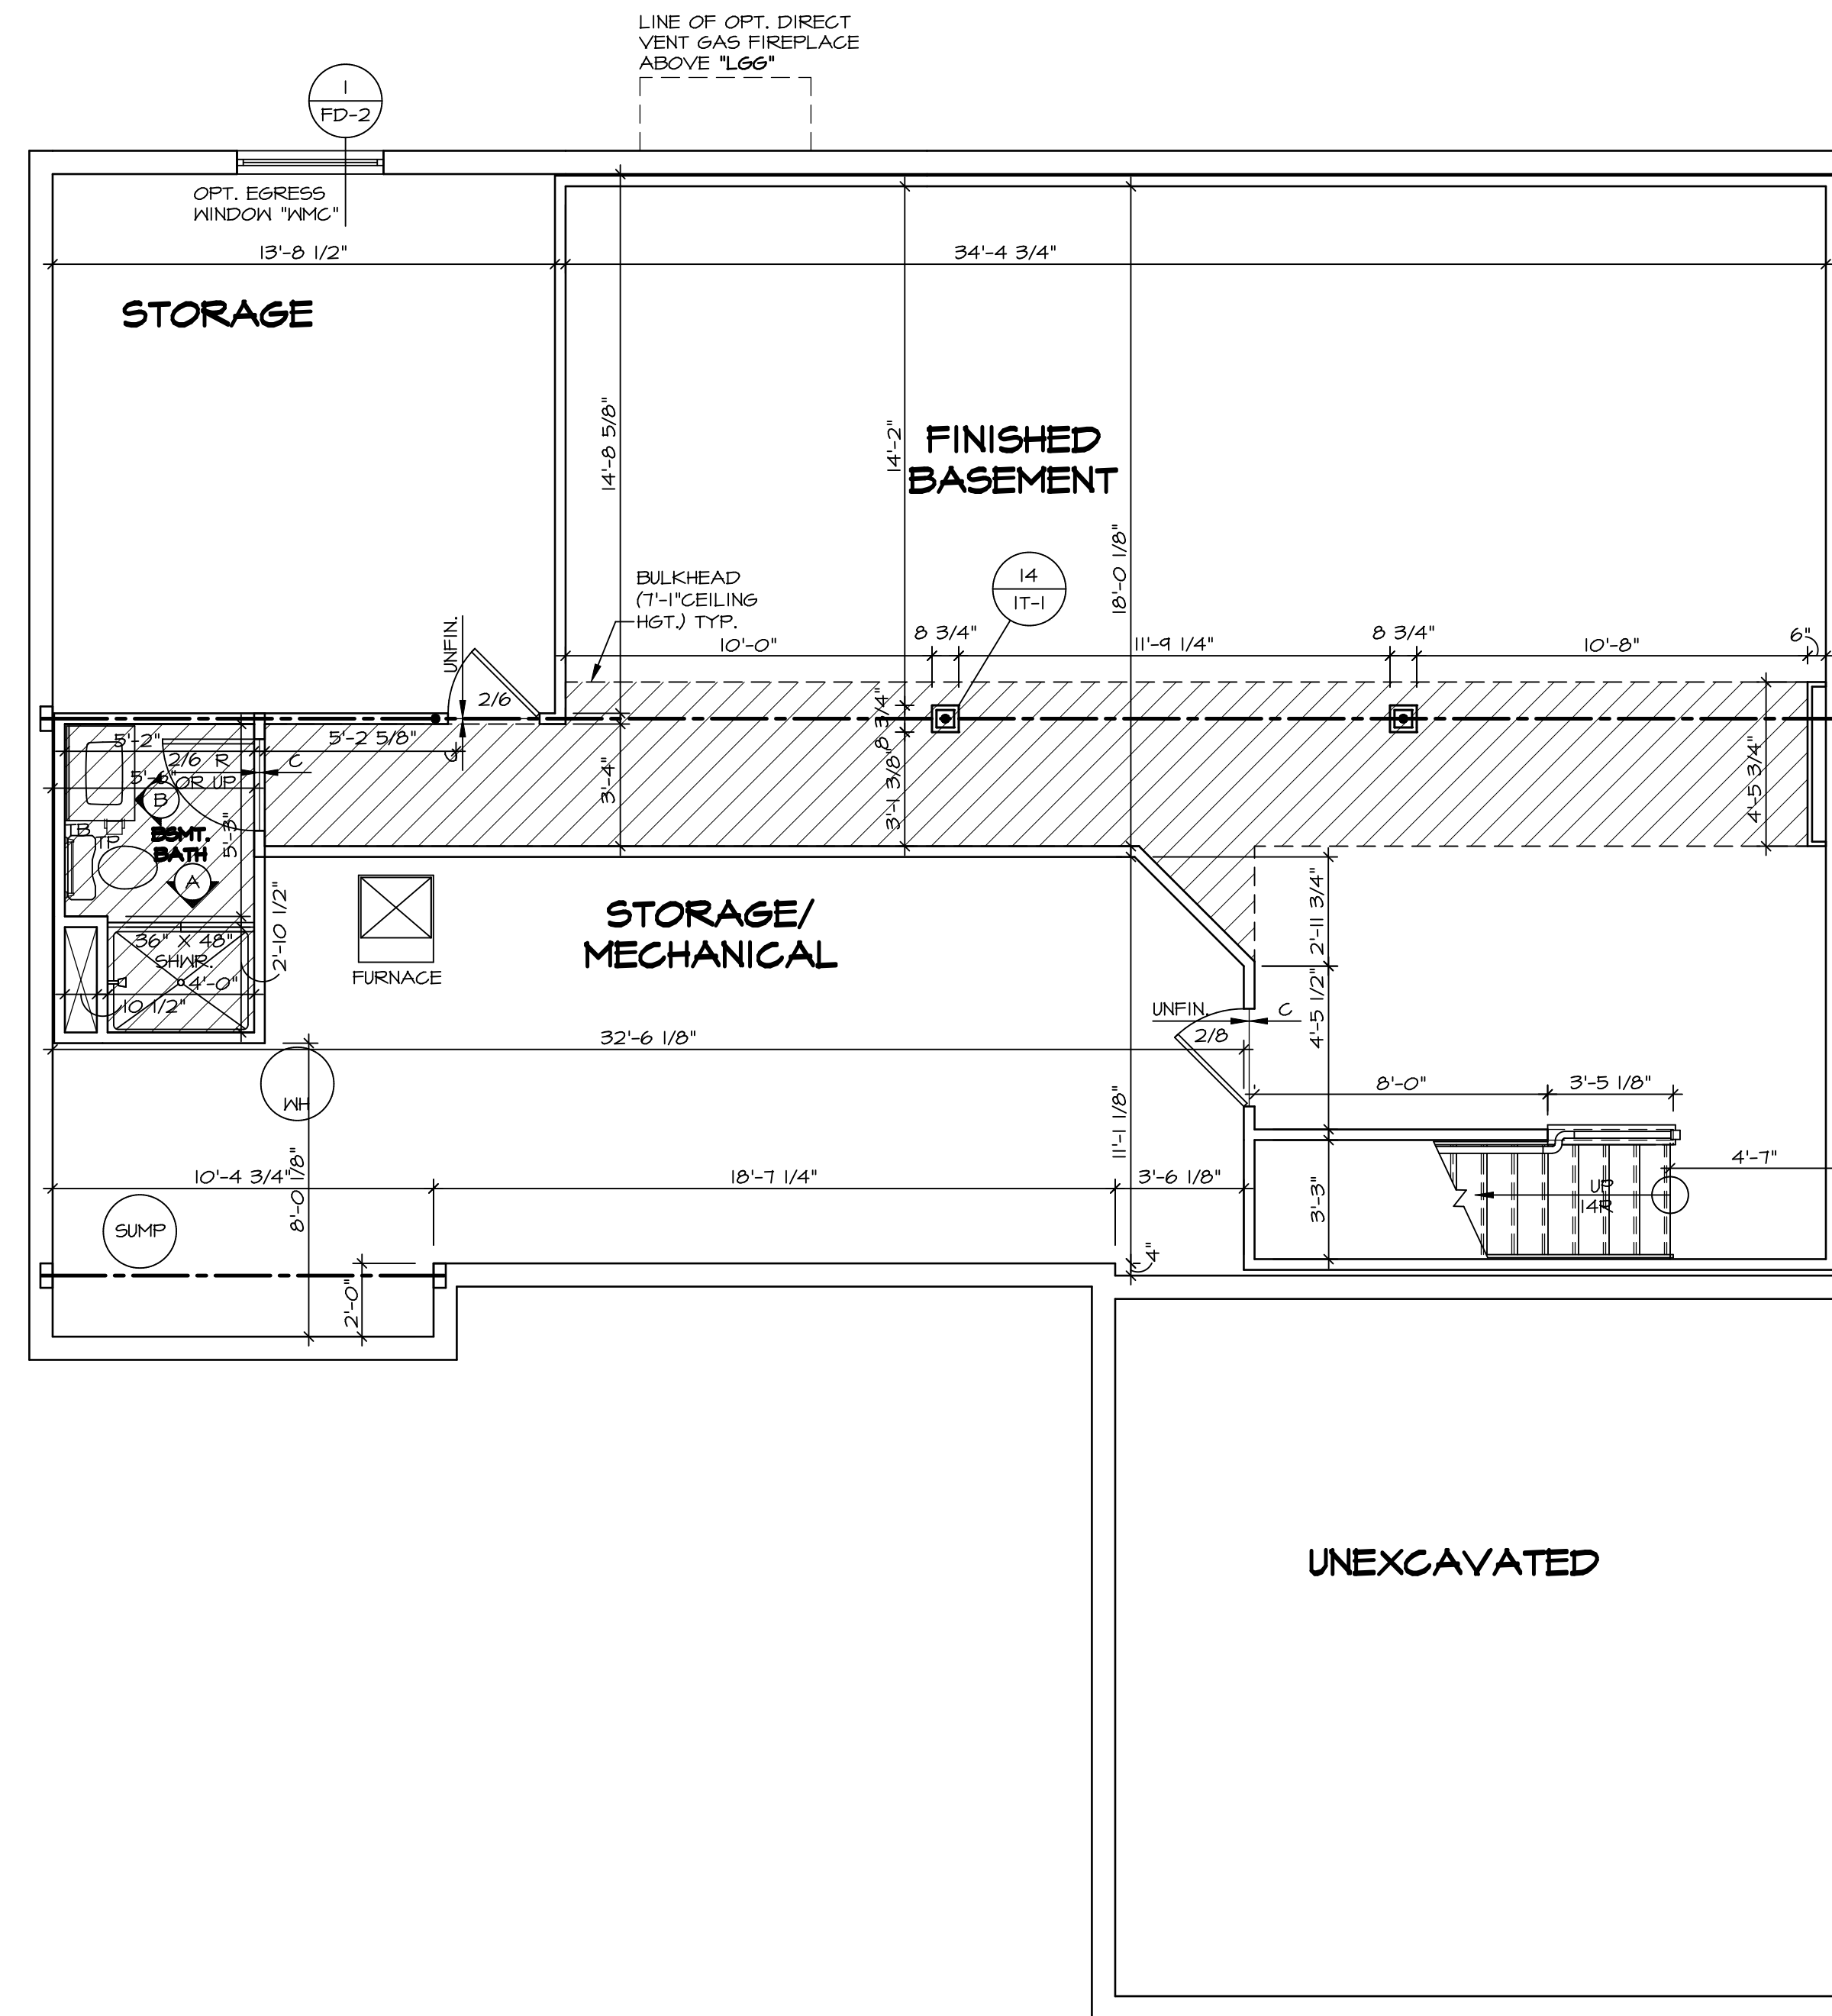 LINE OF OPT. DIRECT
VENT GAS FIREPLACE
ABOVE "LGG"
1
FD-2
OPT. EGRESS
WINDOW "WMC"
13'-8 1/2"
34'-4 3/4"
STORAGE
14'-8 5/8"
14'-2"
FINISHED
BASEMENT
18'-0 1/8"
BULKHEAD
(7'-1"CEILING
HGT.) TYP.
14
1T-1
UNFIN.
2/6
10'-0"
8 3/4"
11'-9 1/4"
8 3/4"
10'-8"
6"
8 3/4"
5'-2"
5'-2 5/8"
2/6 R
C
5'-6"
OR UP
B
3'-4"
3'-1 3/8"
4'-5 3/4"
TB
TP
BSMT.
BATH
5'-3"
A
2'-10 1/2"
36" X 48"
SHWR.
4'-0"
10 1/2"
FURNACE
STORAGE/
MECHANICAL
2'-11 3/4"
4'-5 1/2"
UNFIN.
C
2/8
32'-6 1/8"
WH
8'-0"
3'-5 1/8"
11'-1 1/8"
10'-4 3/4"
8'-0 1/8"
18'-7 1/4"
3'-6 1/8"
4'-7"
3'-3"
UP
14R
SUMP
4"
2'-0"
UNEXCAVATED